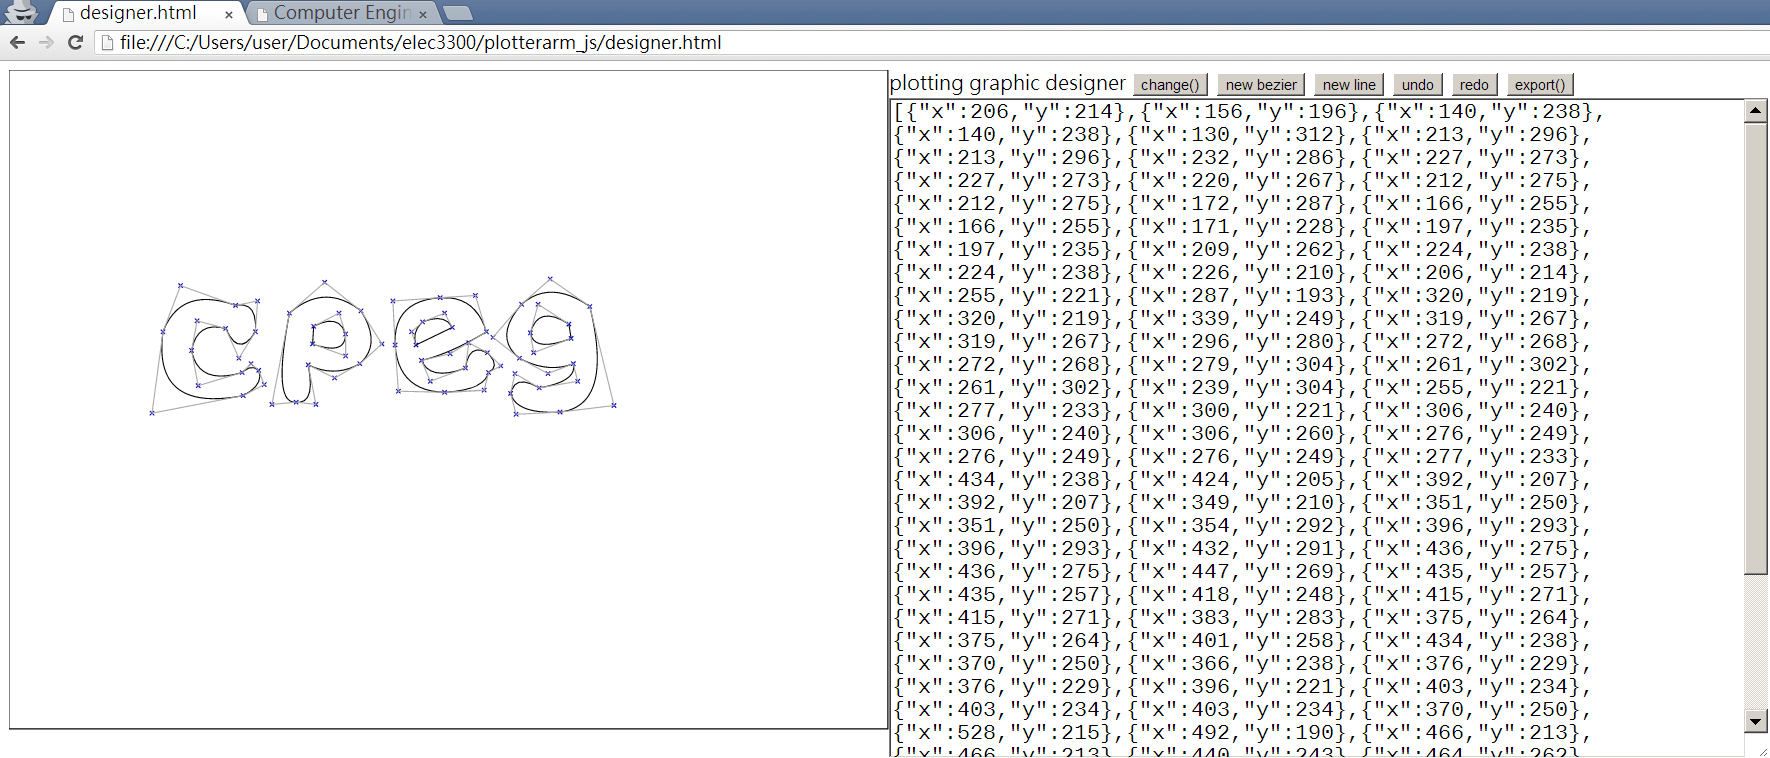 designer.html × Computer Engin ×
file:///C:/Users/user/Documents/elec3300/plotterarm_js/designer.html
plotting graphic designer change() new bezier new line undo redo export()
[{"x":206,"y":214},{"x":156,"y":196},{"x":140,"y":238},
{"x":140,"y":238},{"x":130,"y":312},{"x":213,"y":296},
{"x":213,"y":296},{"x":232,"y":286},{"x":227,"y":273},
{"x":227,"y":273},{"x":220,"y":267},{"x":212,"y":275},
{"x":212,"y":275},{"x":172,"y":287},{"x":166,"y":255},
{"x":166,"y":255},{"x":171,"y":228},{"x":197,"y":235},
{"x":197,"y":235},{"x":209,"y":262},{"x":224,"y":238},
{"x":224,"y":238},{"x":226,"y":210},{"x":206,"y":214},
{"x":255,"y":221},{"x":287,"y":193},{"x":320,"y":219},
{"x":320,"y":219},{"x":339,"y":249},{"x":319,"y":267},
{"x":319,"y":267},{"x":296,"y":280},{"x":272,"y":268},
{"x":272,"y":268},{"x":279,"y":304},{"x":261,"y":302},
{"x":261,"y":302},{"x":239,"y":304},{"x":255,"y":221},
{"x":277,"y":233},{"x":300,"y":221},{"x":306,"y":240},
{"x":306,"y":240},{"x":306,"y":260},{"x":276,"y":249},
{"x":276,"y":249},{"x":276,"y":249},{"x":277,"y":233},
{"x":434,"y":238},{"x":424,"y":205},{"x":392,"y":207},
{"x":392,"y":207},{"x":349,"y":210},{"x":351,"y":250},
{"x":351,"y":250},{"x":354,"y":292},{"x":396,"y":293},
{"x":396,"y":293},{"x":432,"y":291},{"x":436,"y":275},
{"x":436,"y":275},{"x":447,"y":269},{"x":435,"y":257},
{"x":435,"y":257},{"x":418,"y":248},{"x":415,"y":271},
{"x":415,"y":271},{"x":383,"y":283},{"x":375,"y":264},
{"x":375,"y":264},{"x":401,"y":258},{"x":434,"y":238},
{"x":370,"y":250},{"x":366,"y":238},{"x":376,"y":229},
{"x":376,"y":229},{"x":396,"y":221},{"x":403,"y":234},
{"x":403,"y":234},{"x":403,"y":234},{"x":370,"y":250},
{"x":528,"y":215},{"x":492,"y":190},{"x":466,"y":213},
{"x":466,"y":213},{"x":440,"y":243},{"x":464,"y":262},
cpeg